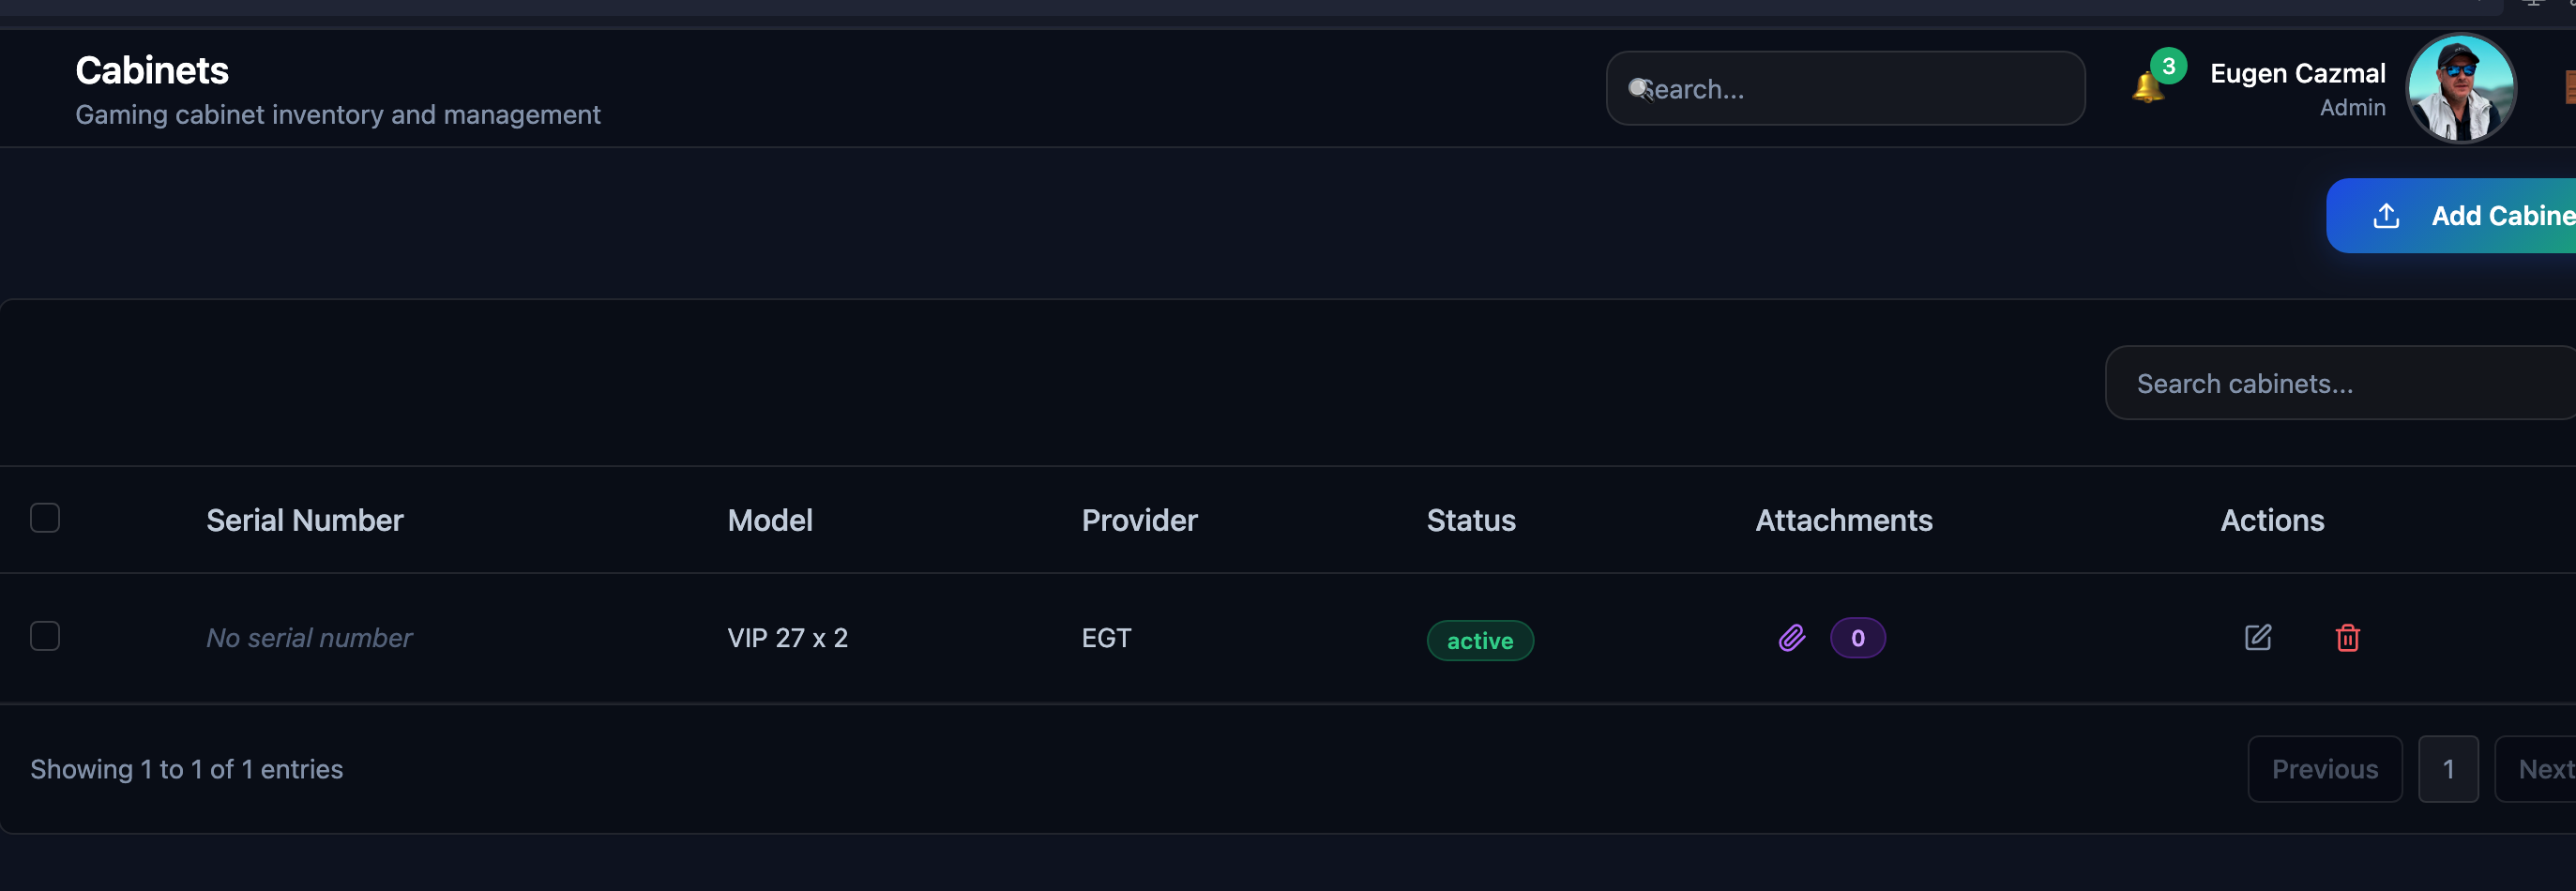 Cabinets
Gaming cabinet inventory and management
Search...
3
Eugen Cazmal
Admin
Add Cabine
Search cabinets...
Serial Number Model Provider Status Attachments Actions
No serial number VIP 27 x 2 EGT active 0
Showing 1 to 1 of 1 entries Previous 1 Next